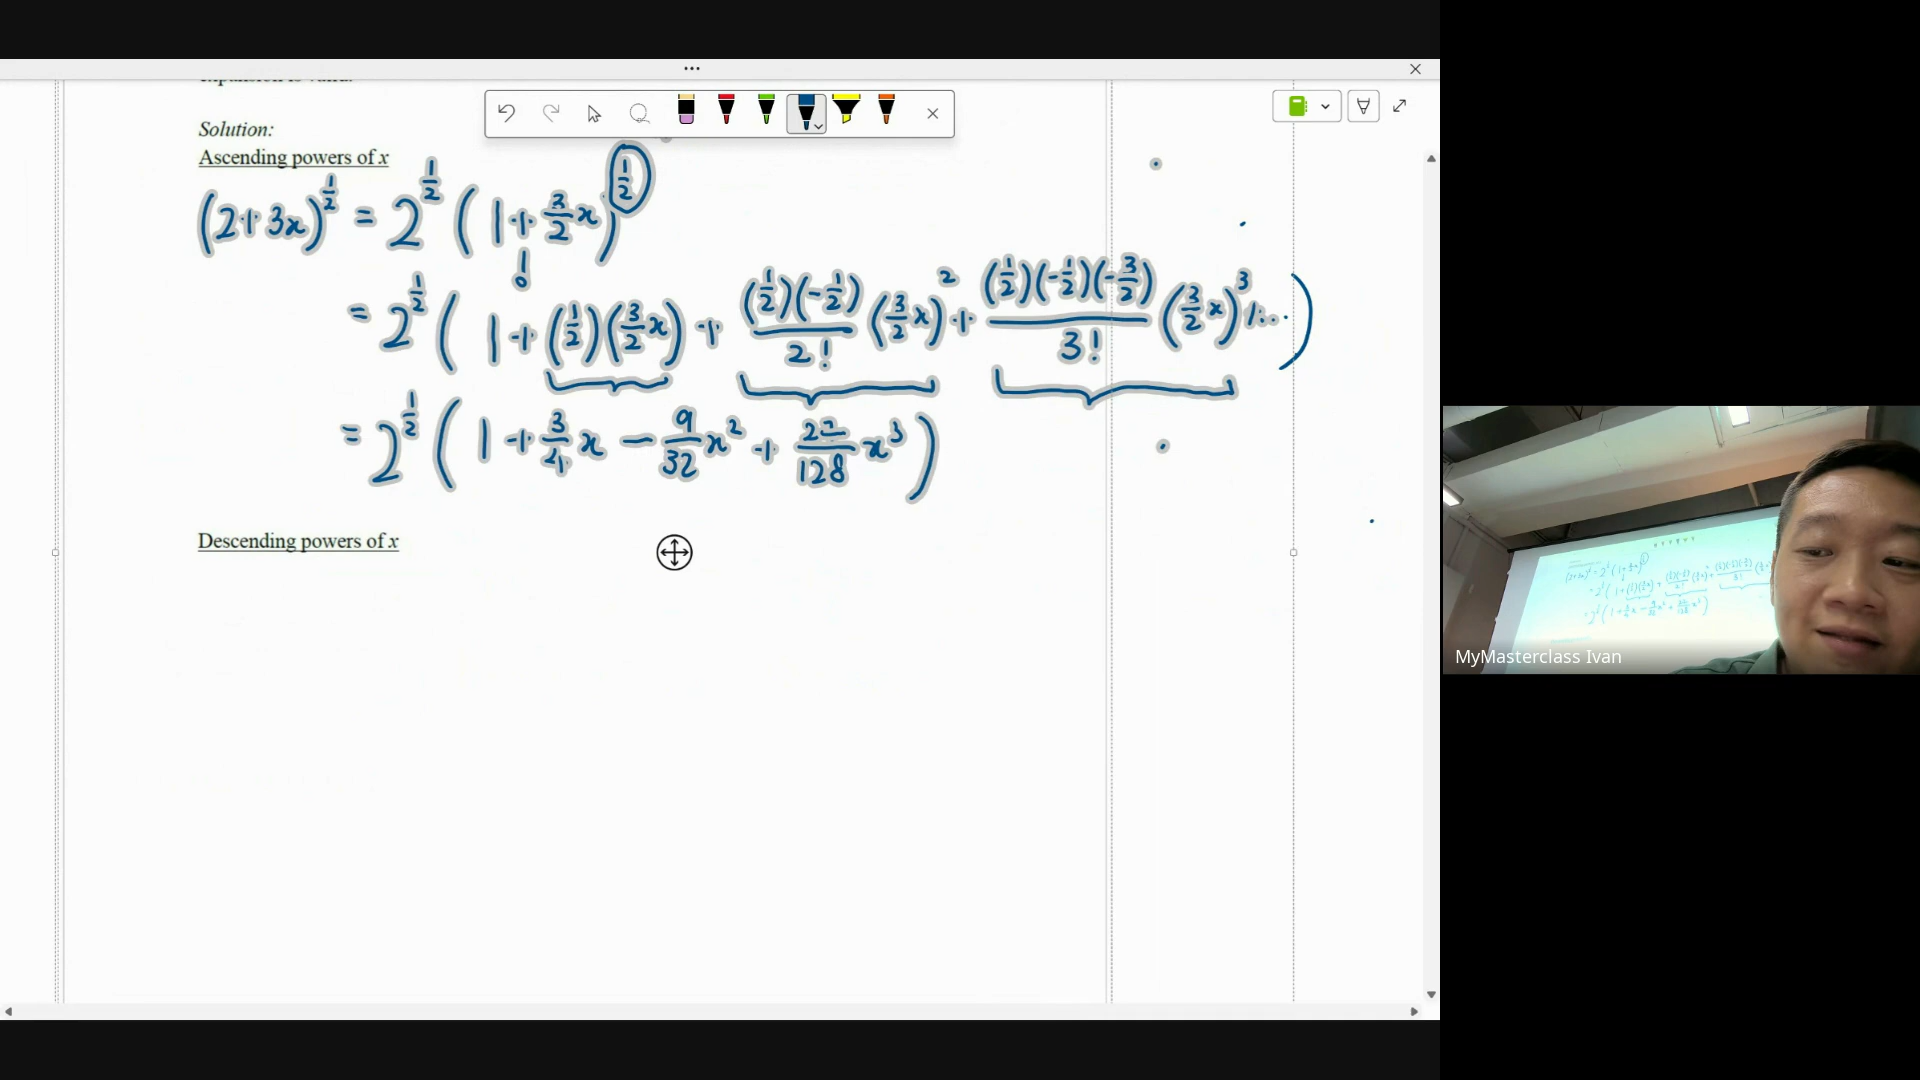 Solution:
Ascending powers of x
(2+3x)^{1/2} = 2^{1/2} (1+ 3/2 x)^{1/2}
= 2^{1/2} ( 1+ (1/2)(3/2 x) + (1/2)(-1/2)/2! (3/2 x)^2 + (1/2)(-1/2)(-3/2)/3! (3/2 x)^3 ... )
= 2^{1/2} ( 1 + 3/4 x - 9/32 x^2 + 27/128 x^3 )
Descending powers of x
MyMasterclass Ivan